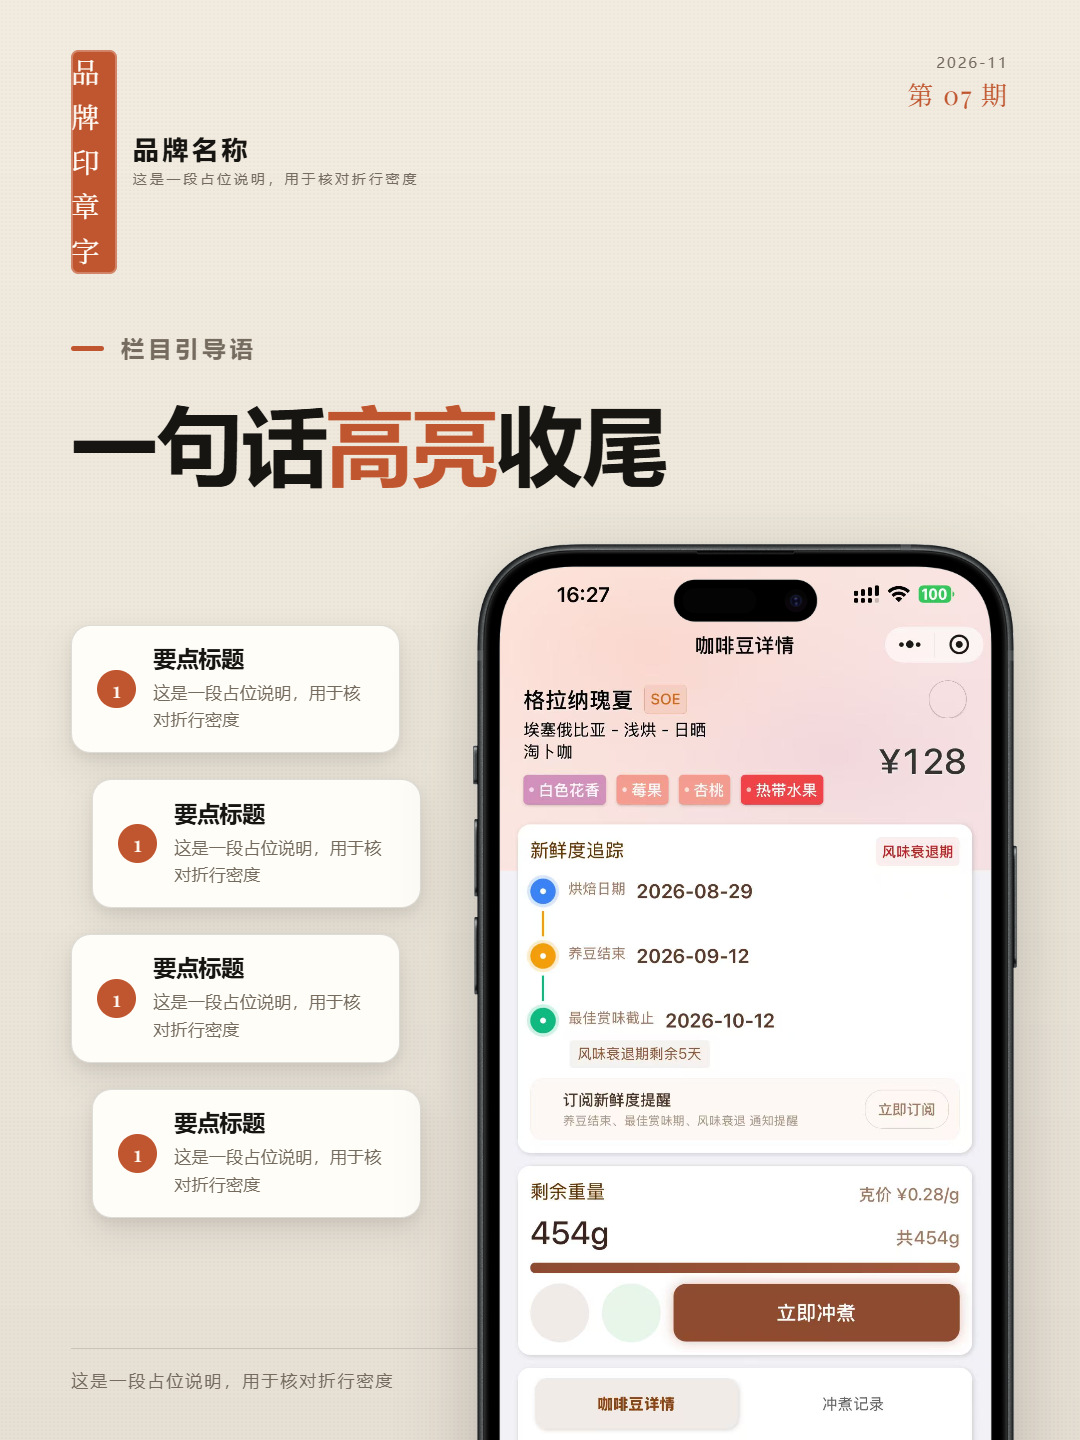 品牌印章字
品牌名称
这是一段占位说明，用于核对折行密度
2026-11
第 07 期
栏目引导语
一句话高亮收尾
1
要点标题
这是一段占位说明，用于核
对折行密度
1
要点标题
这是一段占位说明，用于核
对折行密度
1
要点标题
这是一段占位说明，用于核
对折行密度
1
要点标题
这是一段占位说明，用于核
对折行密度
这是一段占位说明，用于核对折行密度
16:27
100
咖啡豆详情
格拉纳瑰夏 SOE
埃塞俄比亚 - 浅烘 - 日晒
淘卜咖
¥128
白色花香 莓果 杏桃 热带水果
新鲜度追踪 风味衰退期
烘焙日期 2026-08-29
养豆结束 2026-09-12
最佳赏味截止 2026-10-12
风味衰退期剩余5天
订阅新鲜度提醒
养豆结束、最佳赏味期、风味衰退 通知提醒
立即订阅
剩余重量 克价 ¥0.28/g
454g 共454g
立即冲煮
咖啡豆详情 冲煮记录